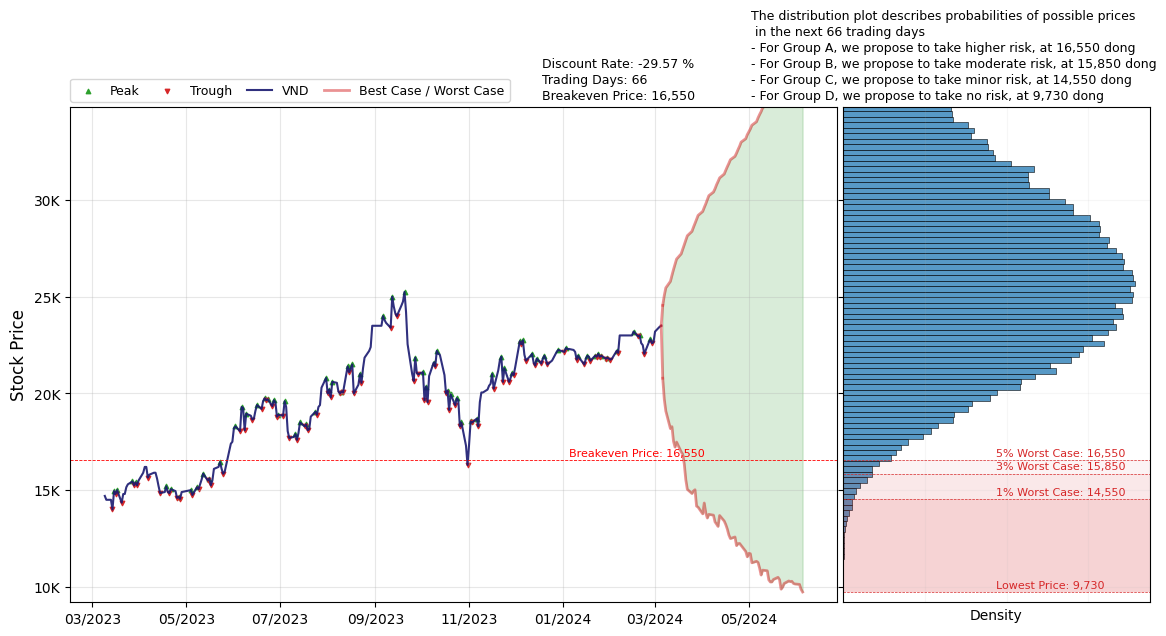 The distribution plot describes probabilities of possible prices
in the next 66 trading days
- For Group A, we propose to take higher risk, at 16,550 dong
- For Group B, we propose to take moderate risk, at 15,850 dong
- For Group C, we propose to take minor risk, at 14,550 dong
- For Group D, we propose to take no risk, at 9,730 dong
Discount Rate: -29.57 %
Trading Days: 66
Breakeven Price: 16,550
Peak Trough VND Best Case / Worst Case
Stock Price
30K
25K
20K
15K
10K
Breakeven Price: 16,550
5% Worst Case: 16,550
3% Worst Case: 15,850
1% Worst Case: 14,550
Lowest Price: 9,730
03/2023 05/2023 07/2023 09/2023 11/2023 01/2024 03/2024 05/2024
Density